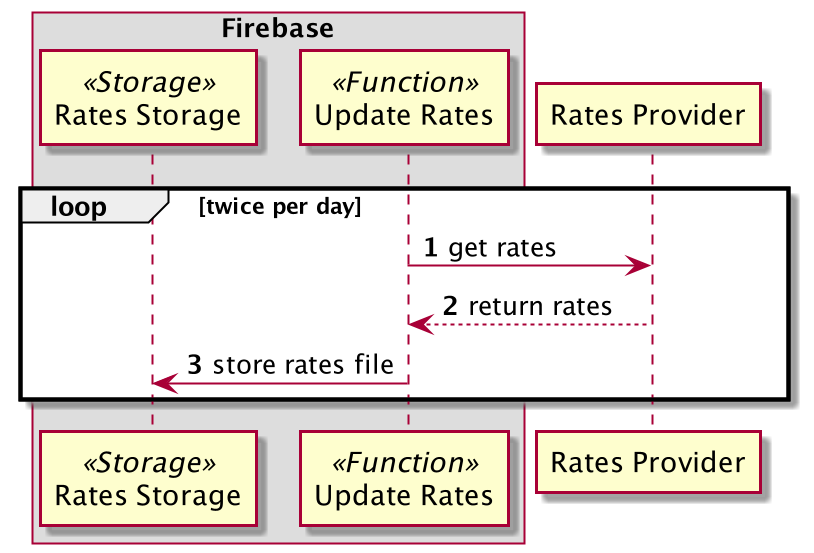 Firebase
«Storage»
Rates Storage
«Function»
Update Rates
Rates Provider
loop [twice per day]
1 get rates
2 return rates
3 store rates file
«Storage»
Rates Storage
«Function»
Update Rates
Rates Provider